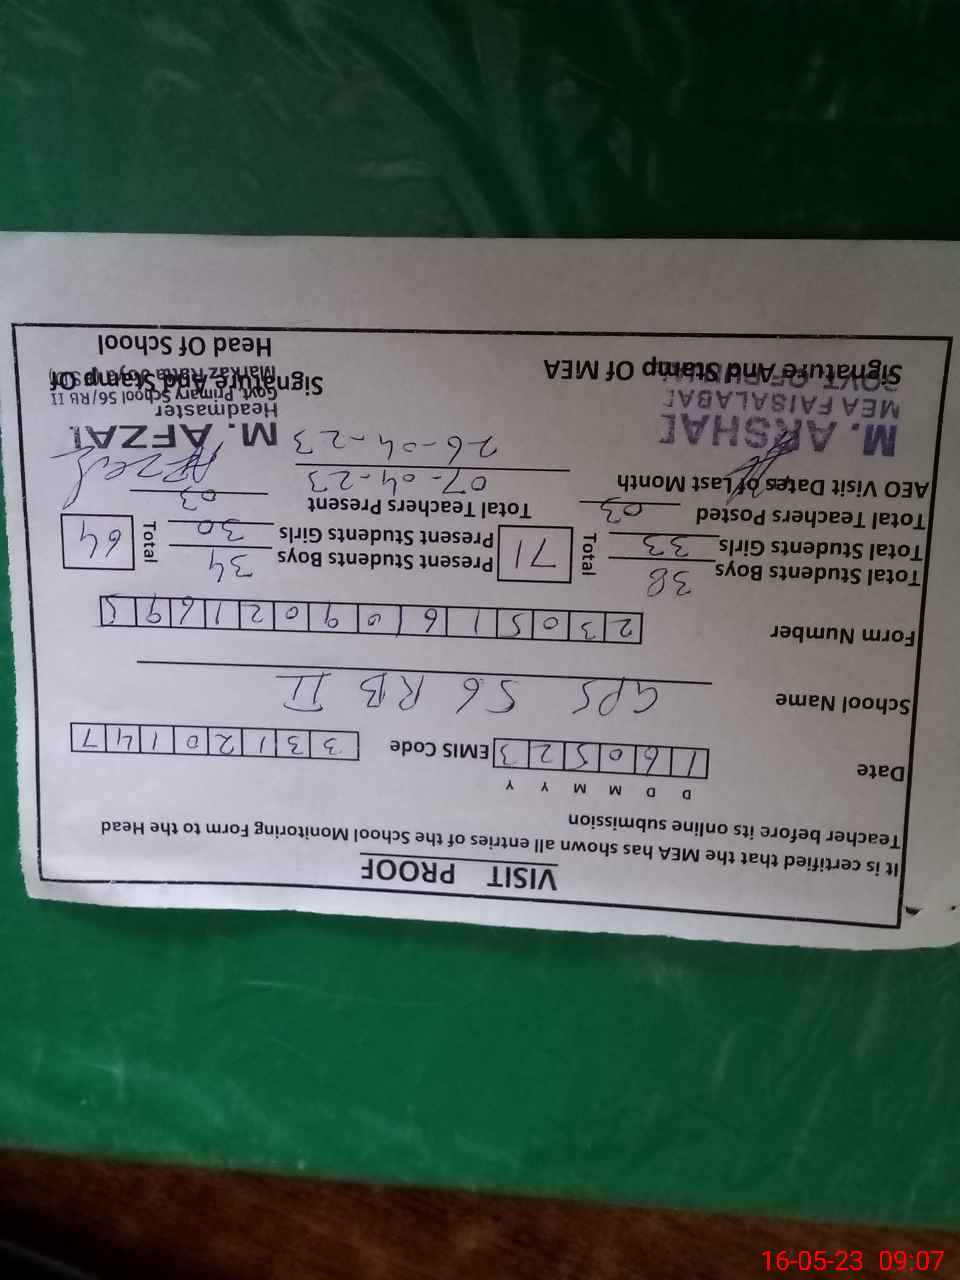 VISIT PROOF
It is certified that the MEA has shown all entries of the School Monitoring Form to the Head
Teacher before its online submission
D D M M Y Y
Date 1 6 0 5 2 3 EMIS Code 3 3 1 2 0 1 4 7
School Name GPS 56 RB II
Form Number 2 3 0 5 1 6 1 0 9 0 2 1 6 9 5
Total Students Boys 38 Total 71 Present Students Boys 34 Total 64
Total Students Girls 33 Present Students Girls 30
Total Teachers Posted 03 Total Teachers Present 03
AEO Visit Dates of Last Month 07-04-23
26-04-23
M. ARSHAD
MEA FAISALABAD
GOVT. OF
Signature And Stamp Of MEA
Afzal
M. AFZAL
Headmaster
Govt. Primary School 56/RB II
Markaz
Signature And Stamp Of
Head Of School
16-05-23 09:07